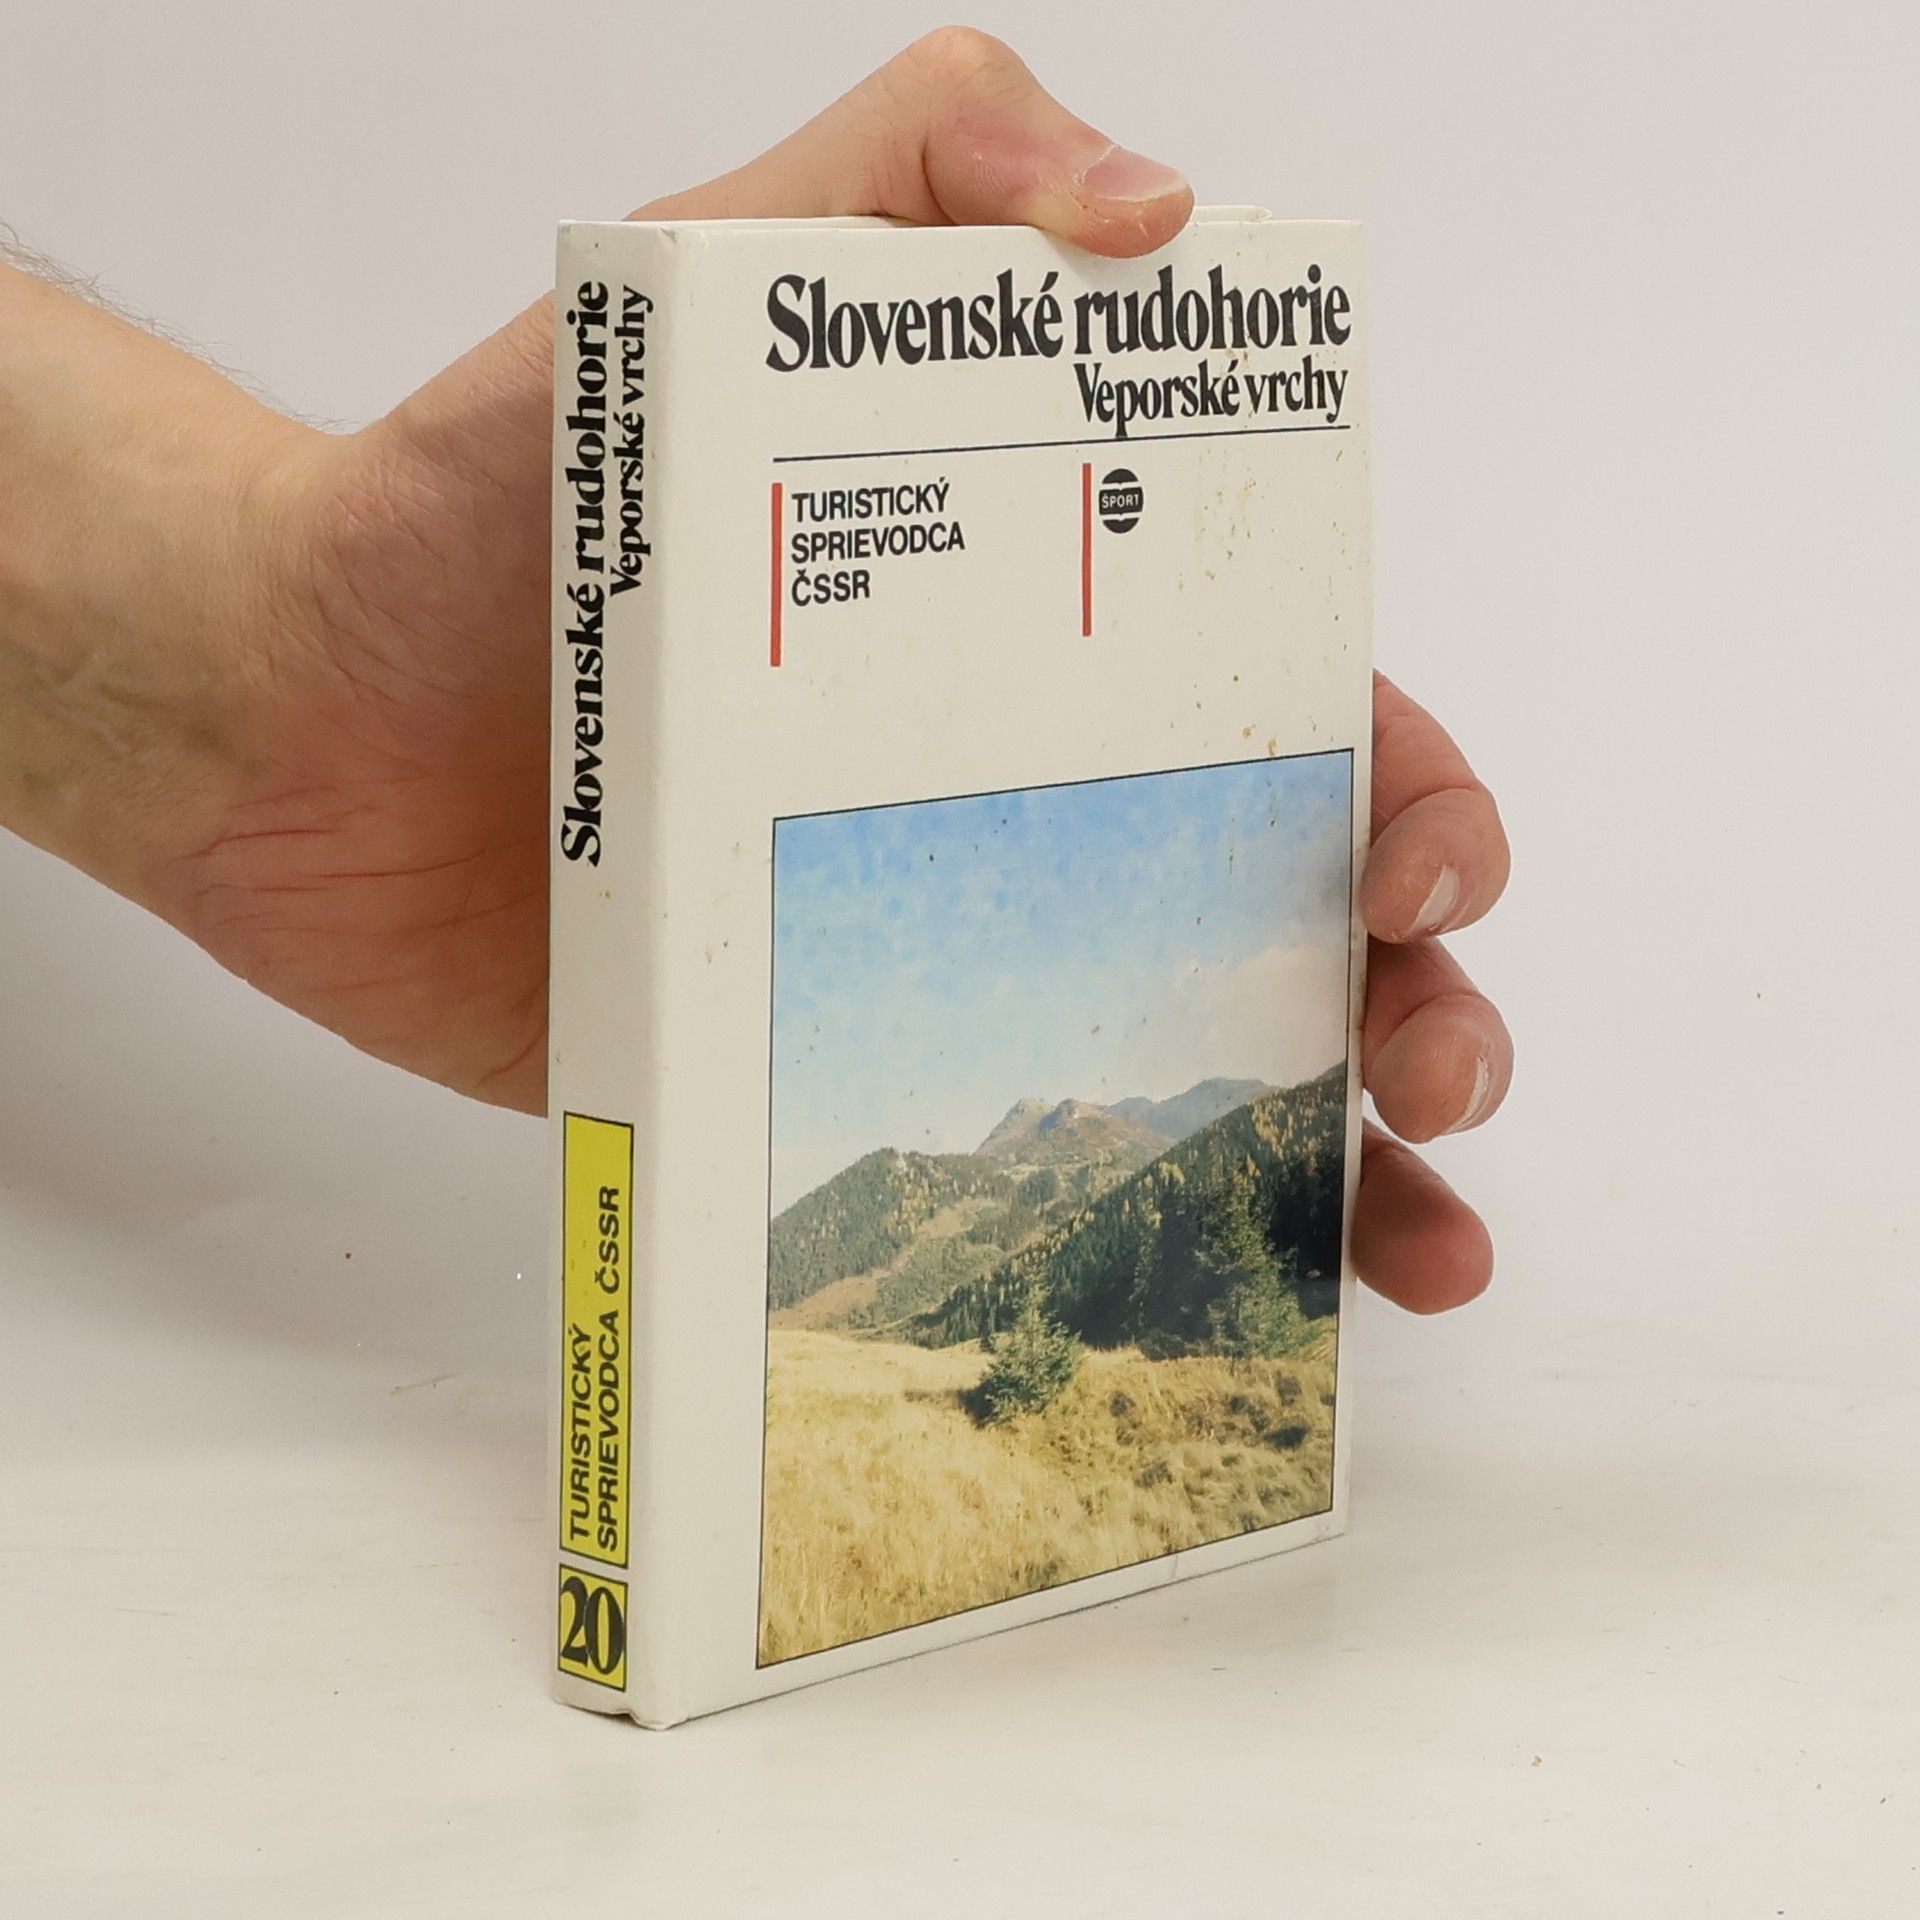 Slovenské rudohorie
Veporské vrchy
TURISTICKÝ
SPRIEVODCA
ČSSR
ŠPORT
Slovenské rudohorie
Veporské vrchy
TURISTICKÝ
SPRIEVODCA ČSSR
20